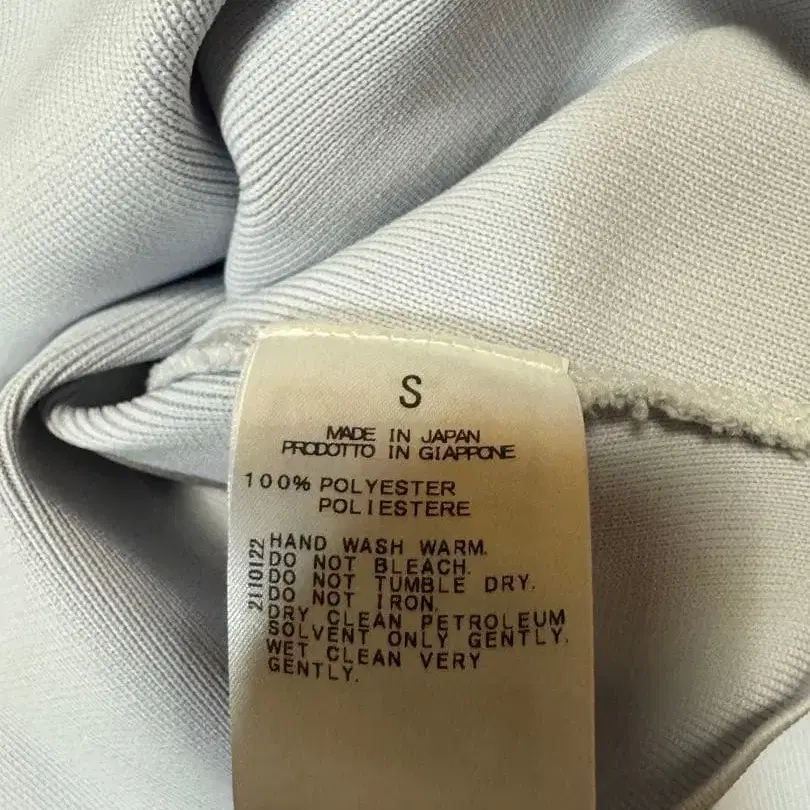 S
MADE IN JAPAN
PRODOTTO IN GIAPPONE
100% POLYESTER
POLIESTERE
2110122
HAND WASH WARM.
DO NOT BLEACH.
DO NOT TUMBLE DRY.
DO NOT IRON.
DRY CLEAN PETROLEUM
SOLVENT ONLY GENTLY.
WET CLEAN VERY
GENTLY.